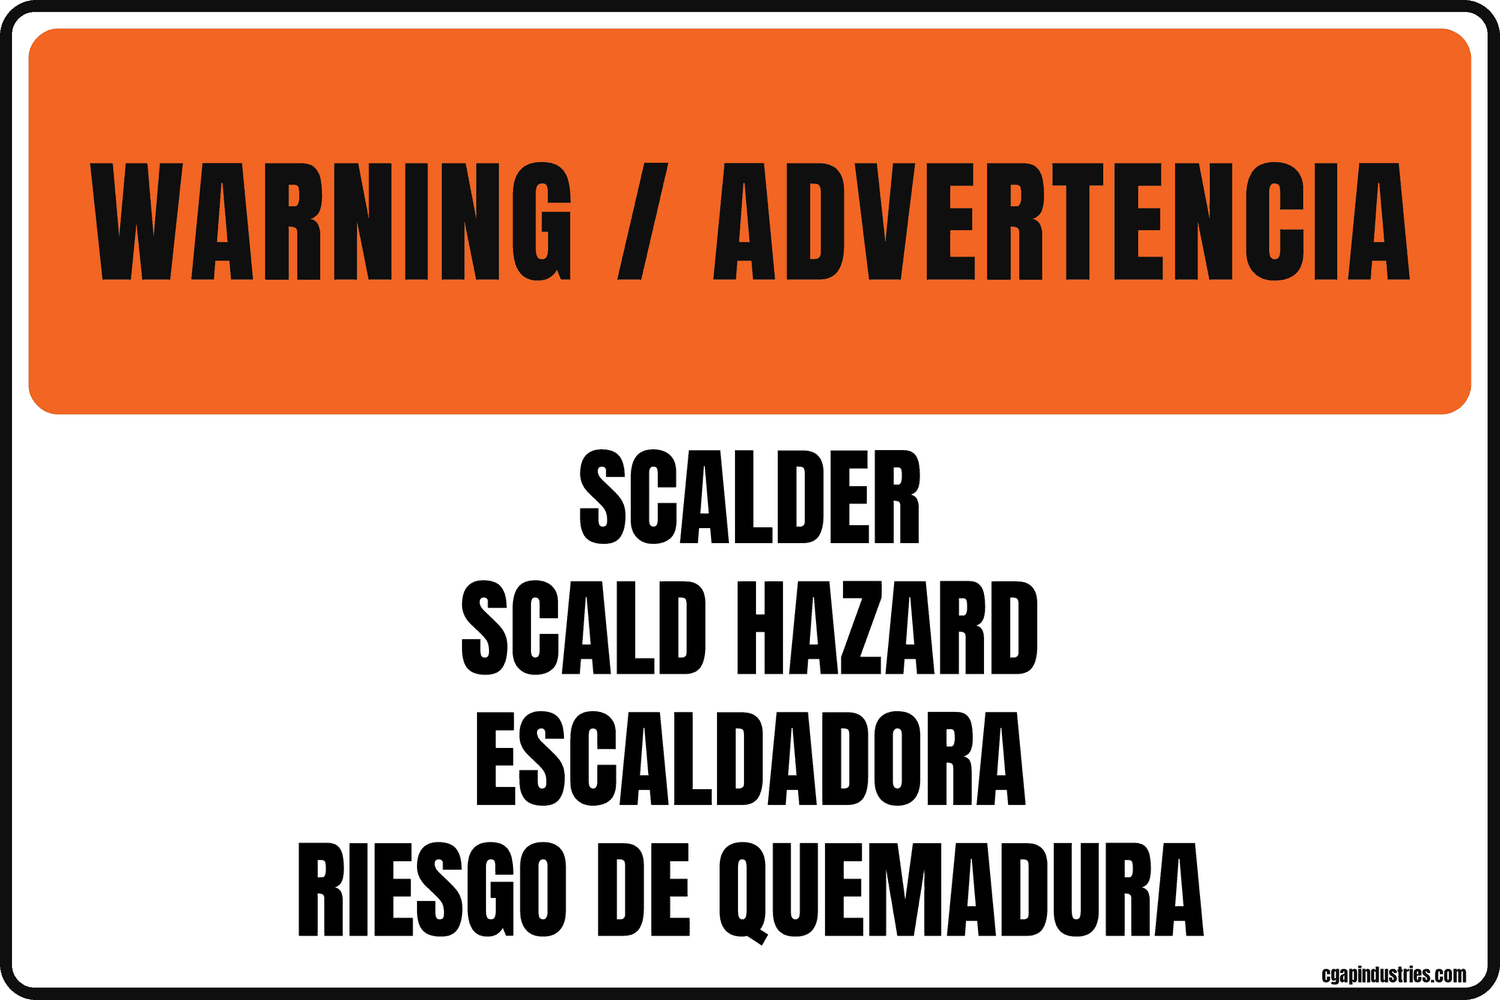 WARNING / ADVERTENCIA
SCALDER
SCALD HAZARD
ESCALDADORA
RIESGO DE QUEMADURA
cgapindustries.com